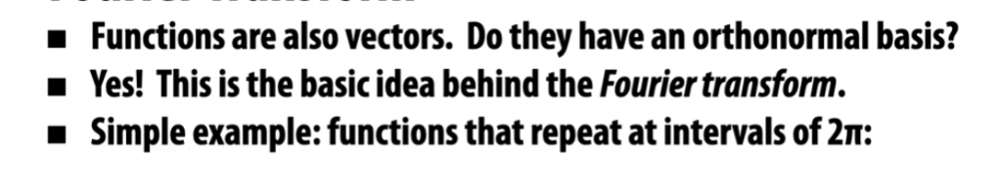 ■ Functions are also vectors. Do they have an orthonormal basis?
■ Yes! This is the basic idea behind the Fourier transform.
■ Simple example: functions that repeat at intervals of 2π: